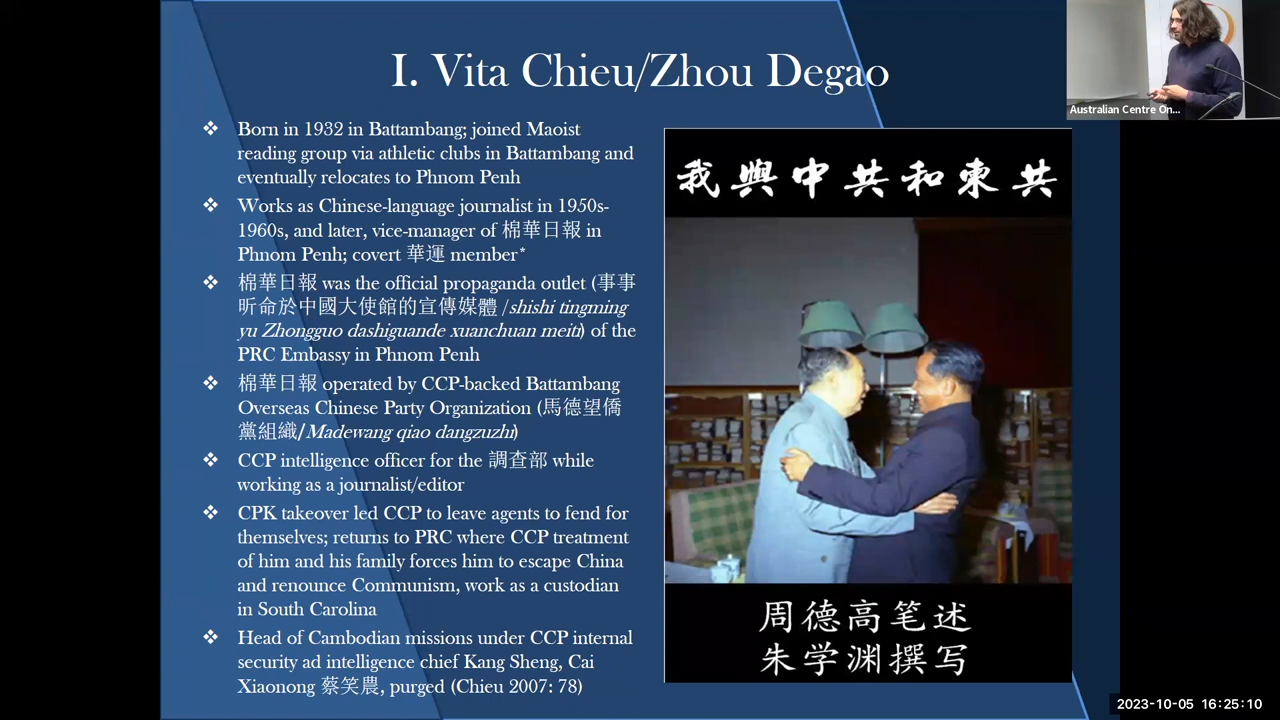 I. Vita Chieu/Zhou Degao
Australian Centre On...
❖ Born in 1932 in Battambang; joined Maoist
reading group via athletic clubs in Battambang and
eventually relocates to Phnom Penh
❖ Works as Chinese-language journalist in 1950s-
1960s, and later, vice-manager of 棉華日報 in
Phnom Penh; covert 華運 member*
❖ 棉華日報 was the official propaganda outlet (事事
听命於中國大使館的宣傳媒體 /shishi tingming
yu Zhongguo dashiguande xuanchuan meiti) of the
PRC Embassy in Phnom Penh
❖ 棉華日報 operated by CCP-backed Battambang
Overseas Chinese Party Organization (馬德望僑
黨組織/Madewang qiao dangzuzhi)
❖ CCP intelligence officer for the 調查部 while
working as a journalist/editor
❖ CPK takeover led CCP to leave agents to fend for
themselves; returns to PRC where CCP treatment
of him and his family forces him to escape China
and renounce Communism, work as a custodian
in South Carolina
❖ Head of Cambodian missions under CCP internal
security ad intelligence chief Kang Sheng, Cai
Xiaonong 蔡笑農, purged (Chieu 2007: 78)
我與中共和柬共
周德高笔述
朱学渊撰写
2023-10-05 16:25:10